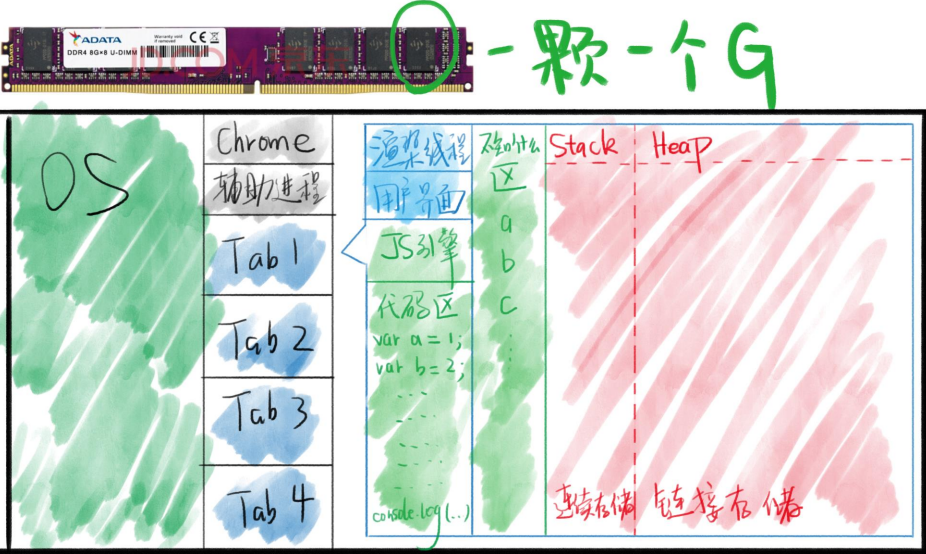 ADATA
DDR4 8G×8 U-DIMM
Warranty void
if removed
CE
JD.COM
一颗一个G
OS
Chrome
辅助进程
Tab 1
Tab 2
Tab 3
Tab 4
渲染线程
用户界面
JS引擎
代码区
var a = 1;
var b = 2;
console.log(..)
不知什么
区
a
b
c
Stack
Heap
连续存储
链接存储